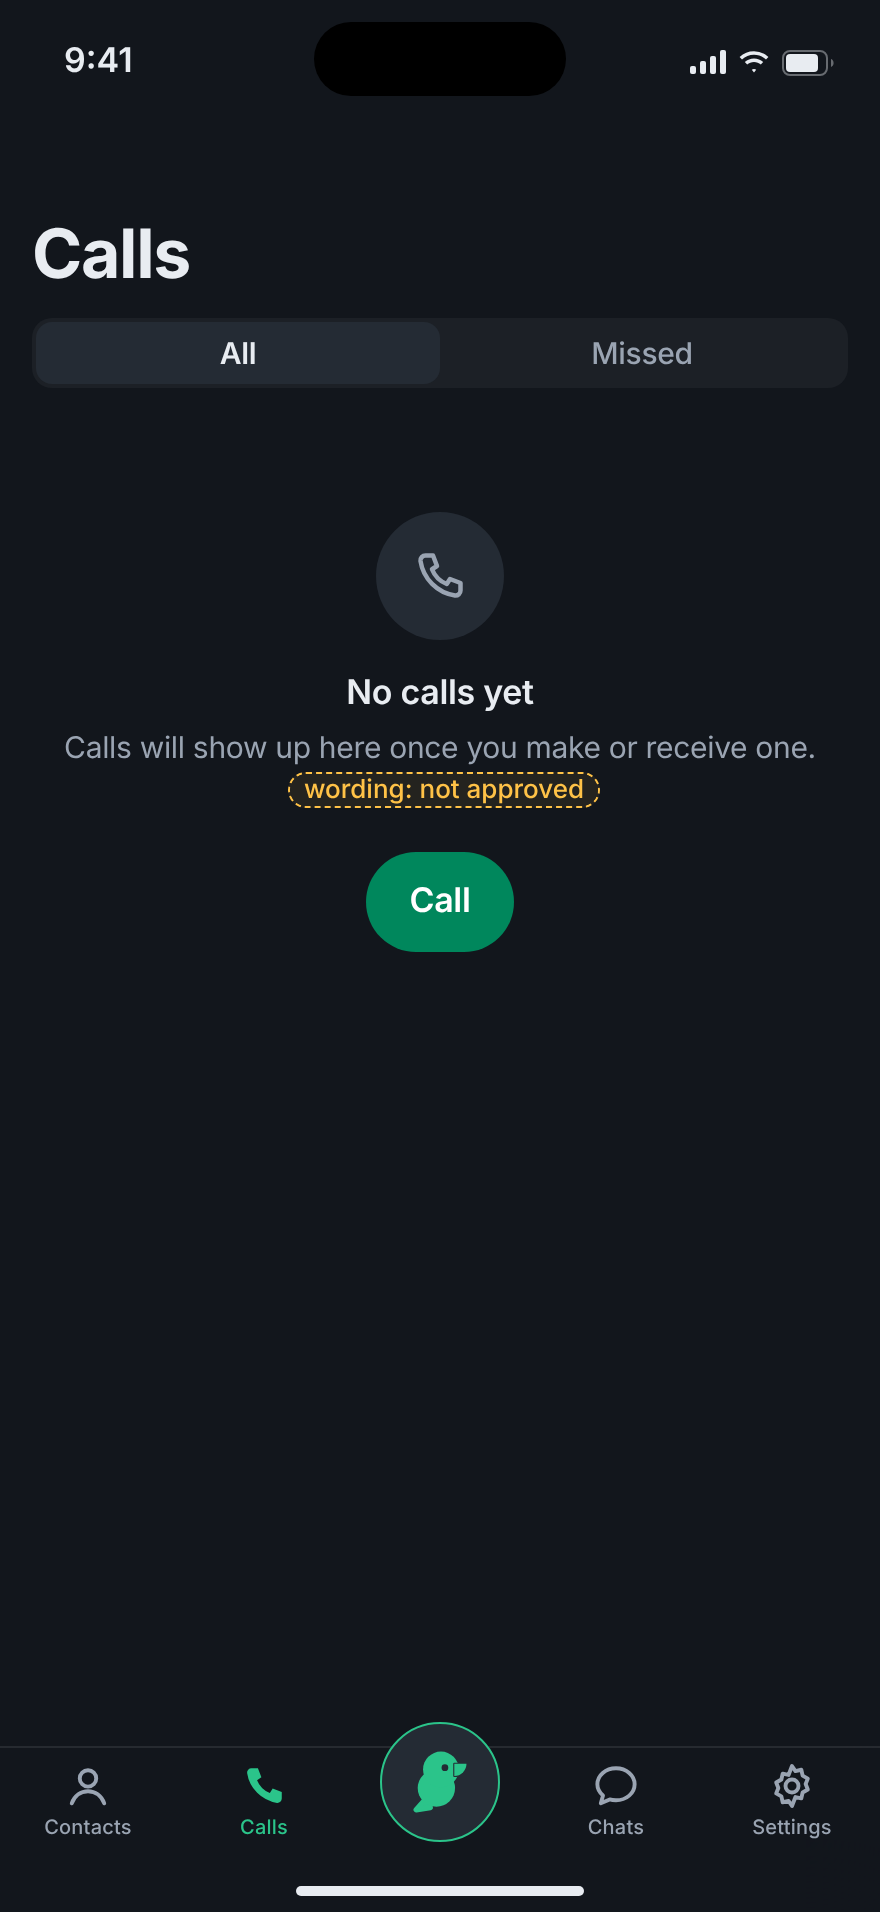 9:41
Calls
All
Missed
No calls yet
Calls will show up here once you make or receive one.
wording: not approved
Call
Contacts
Calls
Chats
Settings